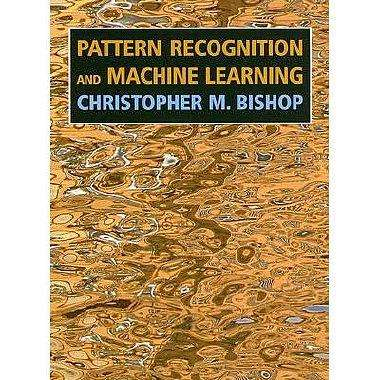 PATTERN RECOGNITION
AND MACHINE LEARNING
CHRISTOPHER M. BISHOP